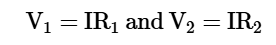 V₁ = IR₁ and V₂ = IR₂